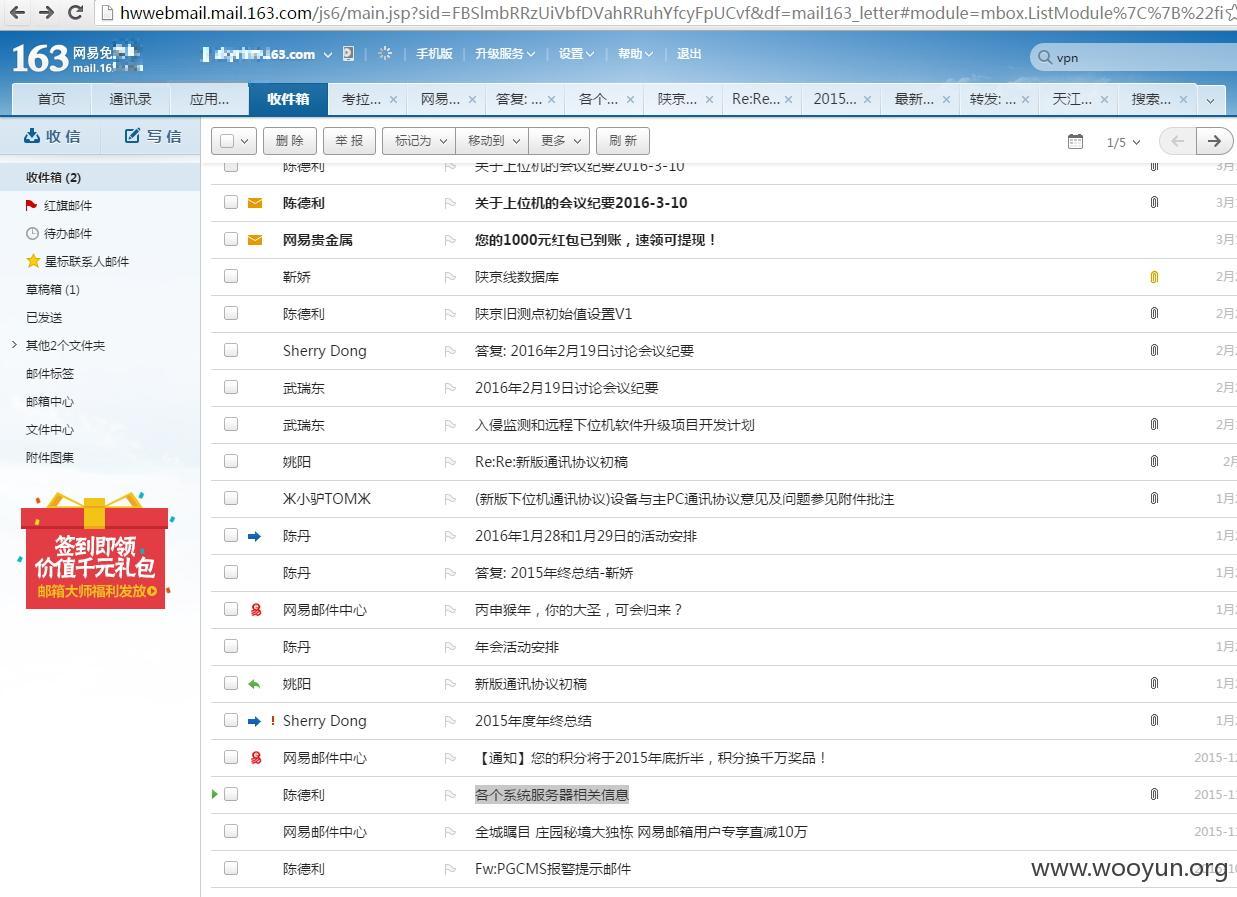 hwwebmail.mail.163.com/js6/main.jsp?sid=FBSlmbRRzUiVbfDVahRRuhYfcyFpUCvf&df=mail163_letter#module=mbox.ListModule%7C%7B%22fi
163 网易免
mail.16
163.com 手机版 升级服务 设置 帮助 退出
vpn
首页 通讯录 应用... 收件箱 考拉... 网易... 答复: ... 各个... 陕京... Re:Re... 2015... 最新... 转发: ... 天江... 搜索...
收 信 写 信
删 除 举 报 标记为 移动到 更多 刷 新 1/5
收件箱 (2)
红旗邮件
待办邮件
星标联系人邮件
草稿箱 (1)
已发送
其他2个文件夹
邮件标签
邮箱中心
文件中心
附件图集
签到即领
价值千元礼包
邮箱大师福利发放
陈德利 关于上位机的会议纪要2016-3-10 3月
陈德利 关于上位机的会议纪要2016-3-10 3月
网易贵金属 您的1000元红包已到账，速领可提现！ 3月
靳娇 陕京线数据库 2月
陈德利 陕京旧测点初始值设置V1 2月
Sherry Dong 答复: 2016年2月19日讨论会议纪要 2月
武瑞东 2016年2月19日讨论会议纪要 2月
武瑞东 入侵监测和远程下位机软件升级项目开发计划 2月
姚阳 Re:Re:新版通讯协议初稿 2月
Ж小驴TOMЖ (新版下位机通讯协议)设备与主PC通讯协议意见及问题参见附件批注 1月
陈丹 2016年1月28和1月29日的活动安排 1月
陈丹 答复: 2015年终总结-靳娇 1月
网易邮件中心 丙申猴年，你的大圣，可会归来？ 1月
陈丹 年会活动安排 1月
姚阳 新版通讯协议初稿 1月
Sherry Dong 2015年度年终总结 1月
网易邮件中心 【通知】您的积分将于2015年底折半，积分换千万奖品！ 2015-1
陈德利 各个系统服务器相关信息 2015-1
网易邮件中心 全城瞩目 庄园秘境大独栋 网易邮箱用户专享直减10万 2015-1
陈德利 Fw:PGCMS报警提示邮件
www.wooyun.org